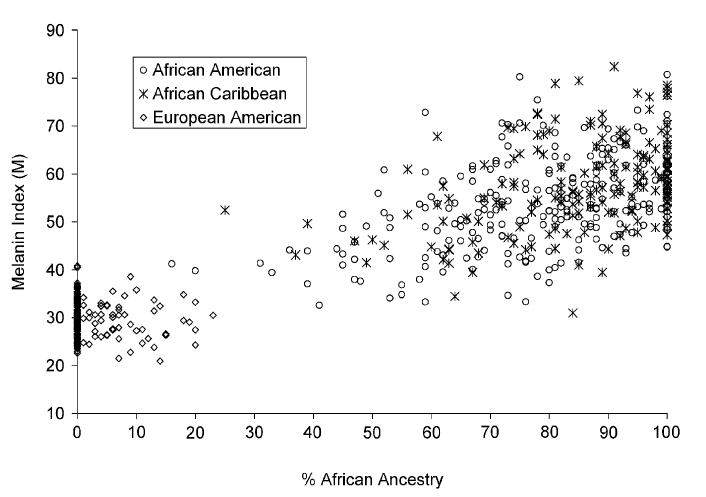 90
80
70
60
50
40
30
20
10
Melanin Index (M)
African American
African Caribbean
European American
0 10 20 30 40 50 60 70 80 90 100
% African Ancestry